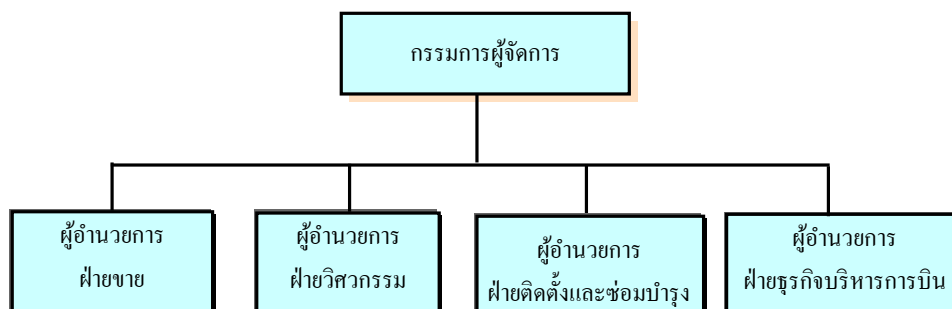 กรรมการผู้จัดการ
ผู้อำนวยการ
ฝ่ายขาย
ผู้อำนวยการ
ฝ่ายวิศวกรรม
ผู้อำนวยการ
ฝ่ายติดตั้งและซ่อมบำรุง
ผู้อำนวยการ
ฝ่ายธุรกิจบริหารการบิน